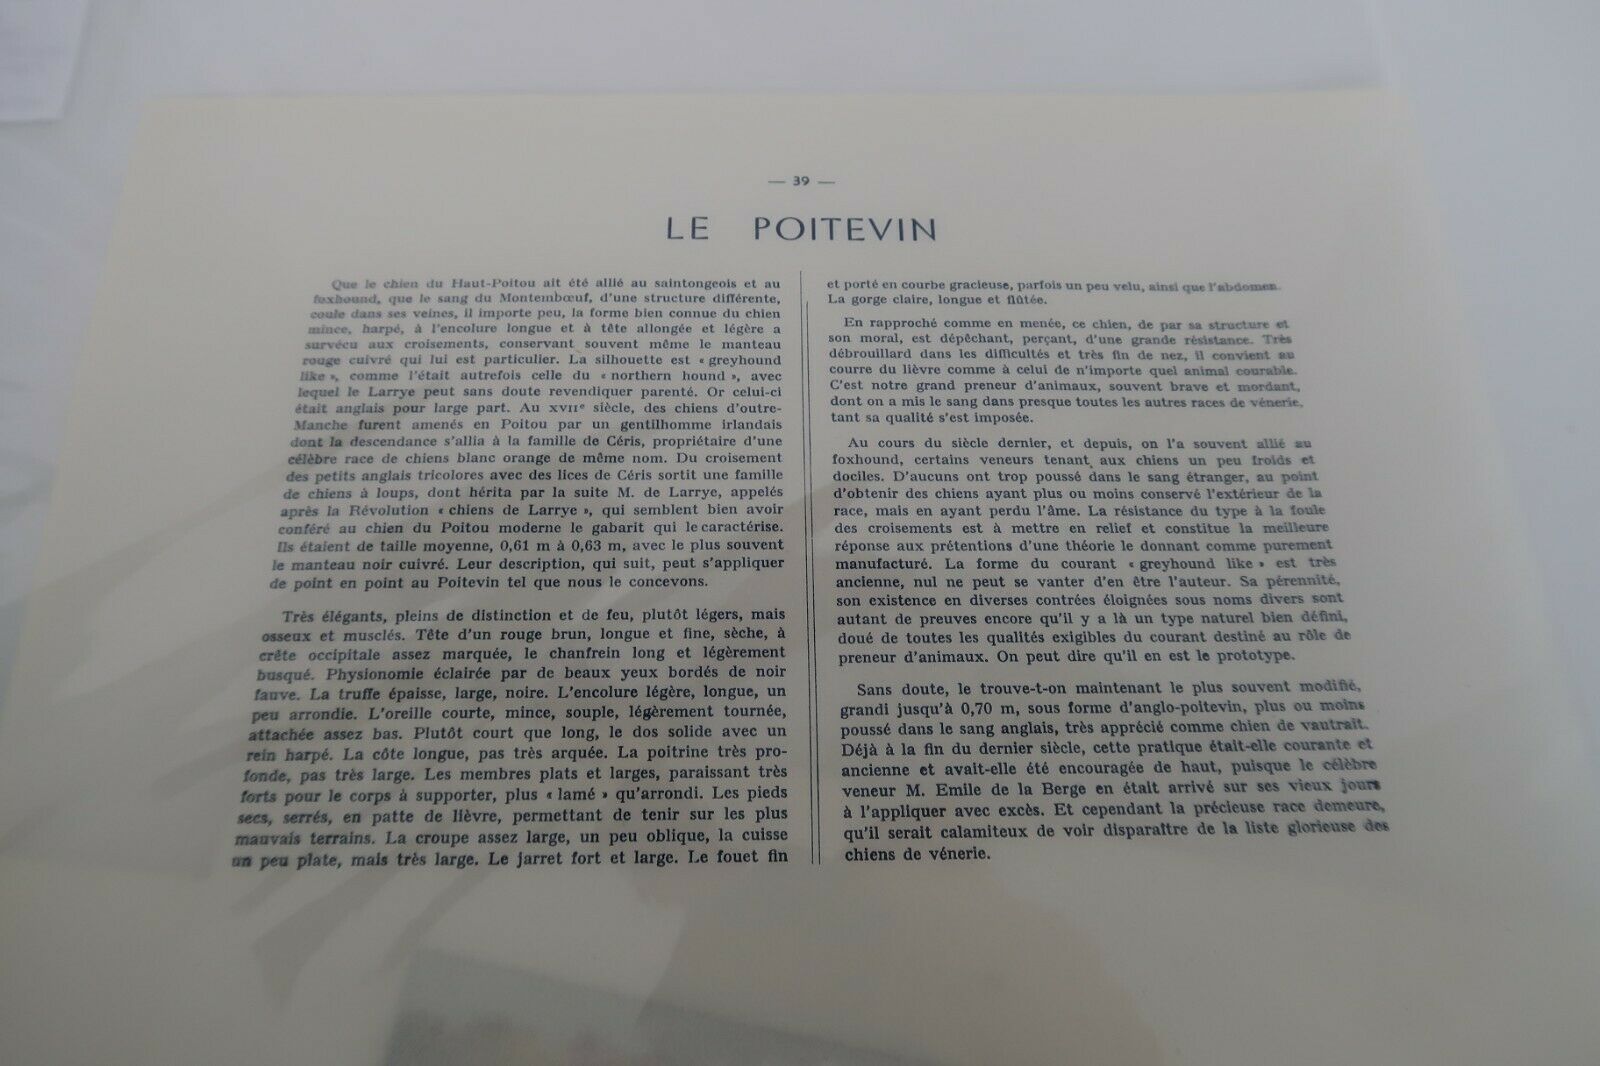 — 39 —
LE POITEVIN
Que le chien du Haut-Poitou ait été allié au saintongeois et au
foxhound, que le sang du Montembœuf, d'une structure différente,
coule dans ses veines, il importe peu, la forme bien connue du chien
mince, harpé, à l'encolure longue et à tête allongée et légère a
survécu aux croisements, conservant souvent même le manteau
rouge cuivré qui lui est particulier. La silhouette est « greyhound
like », comme l'était autrefois celle du « northern hound », avec
lequel le Larrye peut sans doute revendiquer parenté. Or celui-ci
était anglais pour large part. Au XVIIe siècle, des chiens d'outre-
Manche furent amenés en Poitou par un gentilhomme irlandais
dont la descendance s'allia à la famille de Céris, propriétaire d'une
célèbre race de chiens blanc orange de même nom. Du croisement
des petits anglais tricolores avec des lices de Céris sortit une famille
de chiens à loups, dont hérita par la suite M. de Larrye, appelés
après la Révolution « chiens de Larrye », qui semblent bien avoir
conféré au chien du Poitou moderne le gabarit qui le caractérise.
Ils étaient de taille moyenne, 0,61 m à 0,63 m, avec le plus souvent
le manteau noir cuivré. Leur description, qui suit, peut s'appliquer
de point en point au Poitevin tel que nous le concevons.
Très élégants, pleins de distinction et de feu, plutôt légers, mais
osseux et musclés. Tête d'un rouge brun, longue et fine, sèche, à
crête occipitale assez marquée, le chanfrein long et légèrement
busqué. Physionomie éclairée par de beaux yeux bordés de noir
fauve. La truffe épaisse, large, noire. L'encolure légère, longue, un
peu arrondie. L'oreille courte, mince, souple, légèrement tournée,
attachée assez bas. Plutôt court que long, le dos solide avec un
rein harpé. La côte longue, pas très arquée. La poitrine très pro-
fonde, pas très large. Les membres plats et larges, paraissant très
forts pour le corps à supporter, plus « lamé » qu'arrondi. Les pieds
secs, serrés, en patte de lièvre, permettant de tenir sur les plus
mauvais terrains. La croupe assez large, un peu oblique, la cuisse
un peu plate, mais très large. Le jarret fort et large. Le fouet fin
et porté en courbe gracieuse, parfois un peu velu, ainsi que l'abdomen.
La gorge claire, longue et flûtée.
En rapproché comme en menée, ce chien, de par sa structure et
son moral, est dépêchant, perçant, d'une grande résistance. Très
débrouillard dans les difficultés et très fin de nez, il convient au
courre du lièvre comme à celui de n'importe quel animal courable.
C'est notre grand preneur d'animaux, souvent brave et mordant,
dont on a mis le sang dans presque toutes les autres races de vénerie,
tant sa qualité s'est imposée.
Au cours du siècle dernier, et depuis, on l'a souvent allié au
foxhound, certains veneurs tenant aux chiens un peu froids et
dociles. D'aucuns ont trop poussé dans le sang étranger, au point
d'obtenir des chiens ayant plus ou moins conservé l'extérieur de la
race, mais en ayant perdu l'âme. La résistance du type à la foule
des croisements est à mettre en relief et constitue la meilleure
réponse aux prétentions d'une théorie le donnant comme purement
manufacturé. La forme du courant « greyhound like » est très
ancienne, nul ne peut se vanter d'en être l'auteur. Sa pérennité,
son existence en diverses contrées éloignées sous noms divers sont
autant de preuves encore qu'il y a là un type naturel bien défini,
doué de toutes les qualités exigibles du courant destiné au rôle de
preneur d'animaux. On peut dire qu'il en est le prototype.
Sans doute, le trouve-t-on maintenant le plus souvent modifié,
grandi jusqu'à 0,70 m, sous forme d'anglo-poitevin, plus ou moins
poussé dans le sang anglais, très apprécié comme chien de vautrait.
Déjà à la fin du dernier siècle, cette pratique était-elle courante et
ancienne et avait-elle été encouragée de haut, puisque le célèbre
veneur M. Emile de la Berge en était arrivé sur ses vieux jours
à l'appliquer avec excès. Et cependant la précieuse race demeure,
qu'il serait calamiteux de voir disparaître de la liste glorieuse des
chiens de vénerie.